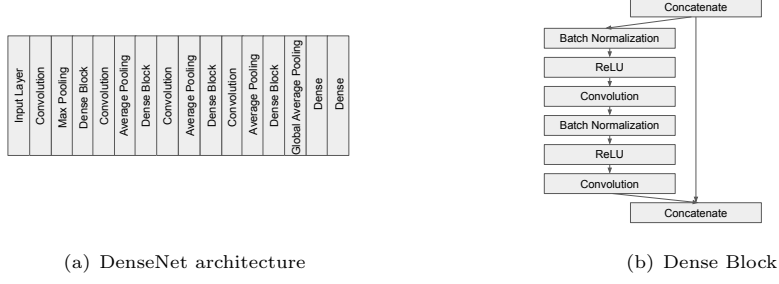 Input Layer
Convolution
Max Pooling
Dense Block
Convolution
Average Pooling
Dense Block
Convolution
Average Pooling
Dense Block
Convolution
Average Pooling
Dense Block
Global Average Pooling
Dense
Dense
(a) DenseNet architecture
Concatenate
Batch Normalization
ReLU
Convolution
Batch Normalization
ReLU
Convolution
Concatenate
(b) Dense Block